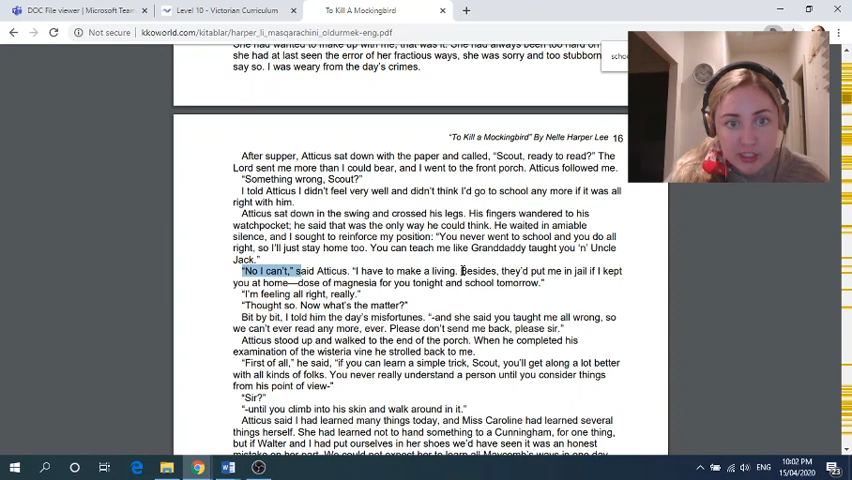 DOC File viewer | Microsoft Team
Level 10 - Victorian Curriculum
To Kill A Mockingbird
Not secure | kkoworld.com/kitablar/harper_li_masqarachini_oldurmek-eng.pdf
she had at last seen the error of her fractious ways, she was sorry and too stubborn
say so. I was weary from the day's crimes.
“To Kill a Mockingbird” By Nelle Harper Lee 16
After supper, Atticus sat down with the paper and called, “Scout, ready to read?” The
Lord sent me more than I could bear, and I went to the front porch. Atticus followed me.
“Something wrong, Scout?”
I told Atticus I didn't feel very well and didn't think I'd go to school any more if it was all
right with him.
Atticus sat down in the swing and crossed his legs. His fingers wandered to his
watchpocket; he said that was the only way he could think. He waited in amiable
silence, and I sought to reinforce my position: “You never went to school and you do all
right, so I'll just stay home too. You can teach me like Granddaddy taught you 'n' Uncle
Jack.”
“No I can't,” said Atticus. “I have to make a living. Besides, they'd put me in jail if I kept
you at home—dose of magnesia for you tonight and school tomorrow.”
“I'm feeling all right, really.”
“Thought so. Now what's the matter?”
Bit by bit, I told him the day's misfortunes. “-and she said you taught me all wrong, so
we can't ever read any more, ever. Please don't send me back, please sir.”
Atticus stood up and walked to the end of the porch. When he completed his
examination of the wisteria vine he strolled back to me.
“First of all,” he said, “if you can learn a simple trick, Scout, you'll get along a lot better
with all kinds of folks. You never really understand a person until you consider things
from his point of view-”
“Sir?”
“-until you climb into his skin and walk around in it.”
Atticus said I had learned many things today, and Miss Caroline had learned several
things herself. She had learned not to hand something to a Cunningham, for one thing,
but if Walter and I had put ourselves in her shoes we'd have seen it was an honest
ENG
10:02 PM
15/04/2020
23